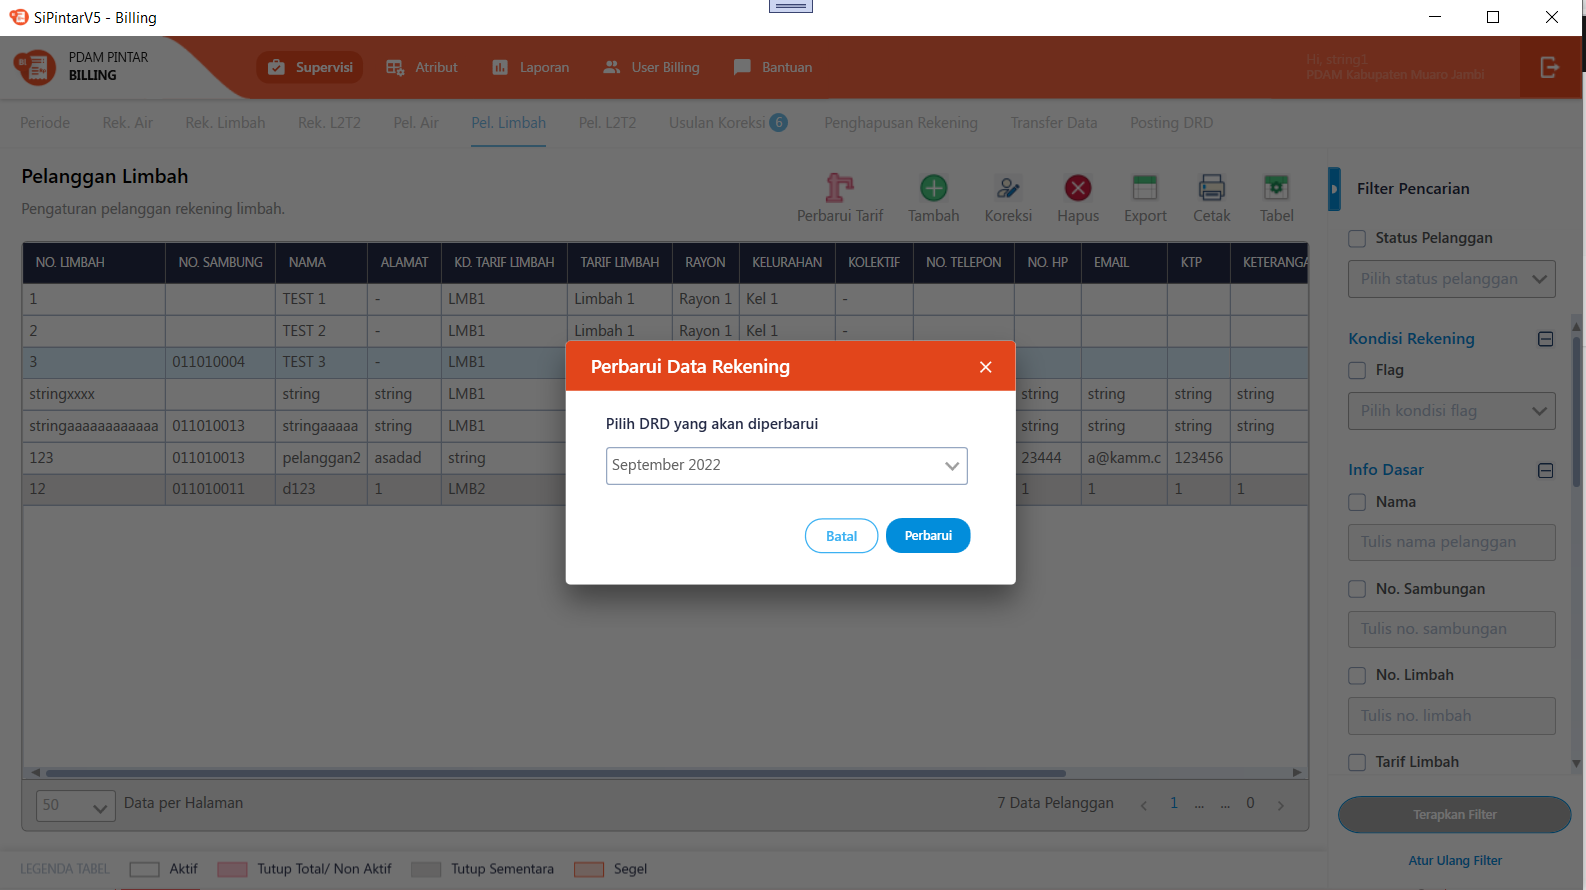 SiPintarV5 - Billing
PDAM PINTAR
BILLING
Supervisi
Atribut
Laporan
User Billing
Bantuan
Hi, string1
PDAM Kabupaten Muaro Jambi
Periode
Rek. Air
Rek. Limbah
Rek. L2T2
Pel. Air
Pel. Limbah
Pel. L2T2
Usulan Koreksi 6
Penghapusan Rekening
Transfer Data
Posting DRD
Pelanggan Limbah
Pengaturan pelanggan rekening limbah.
Perbarui Tarif
Tambah
Koreksi
Hapus
Export
Cetak
Tabel
NO. LIMBAH NO. SAMBUNG NAMA ALAMAT KD. TARIF LIMBAH TARIF LIMBAH RAYON KELURAHAN KOLEKTIF NO. TELEPON NO. HP EMAIL KTP KETERANGA
1 TEST 1 - LMB1 Limbah 1 Rayon 1 Kel 1 -
2 TEST 2 - LMB1 Limbah 1 Rayon 1 Kel 1 -
3 011010004 TEST 3 - LMB1
stringxxxx string string LMB1 string string string string
stringaaaaaaaaaaaaa 011010013 stringaaaaa string LMB1 string string string string
123 011010013 pelanggan2 asadad string 23444 a@kamm.c 123456
12 011010011 d123 1 LMB2 1 1 1 1
Perbarui Data Rekening
Pilih DRD yang akan diperbarui
September 2022
Batal
Perbarui
50
Data per Halaman
7 Data Pelanggan
1 ... ... 0
LEGENDA TABEL
Aktif
Tutup Total/ Non Aktif
Tutup Sementara
Segel
Filter Pencarian
Status Pelanggan
Pilih status pelanggan
Kondisi Rekening
Flag
Pilih kondisi flag
Info Dasar
Nama
Tulis nama pelanggan
No. Sambungan
Tulis no. sambungan
No. Limbah
Tulis no. limbah
Tarif Limbah
Terapkan Filter
Atur Ulang Filter